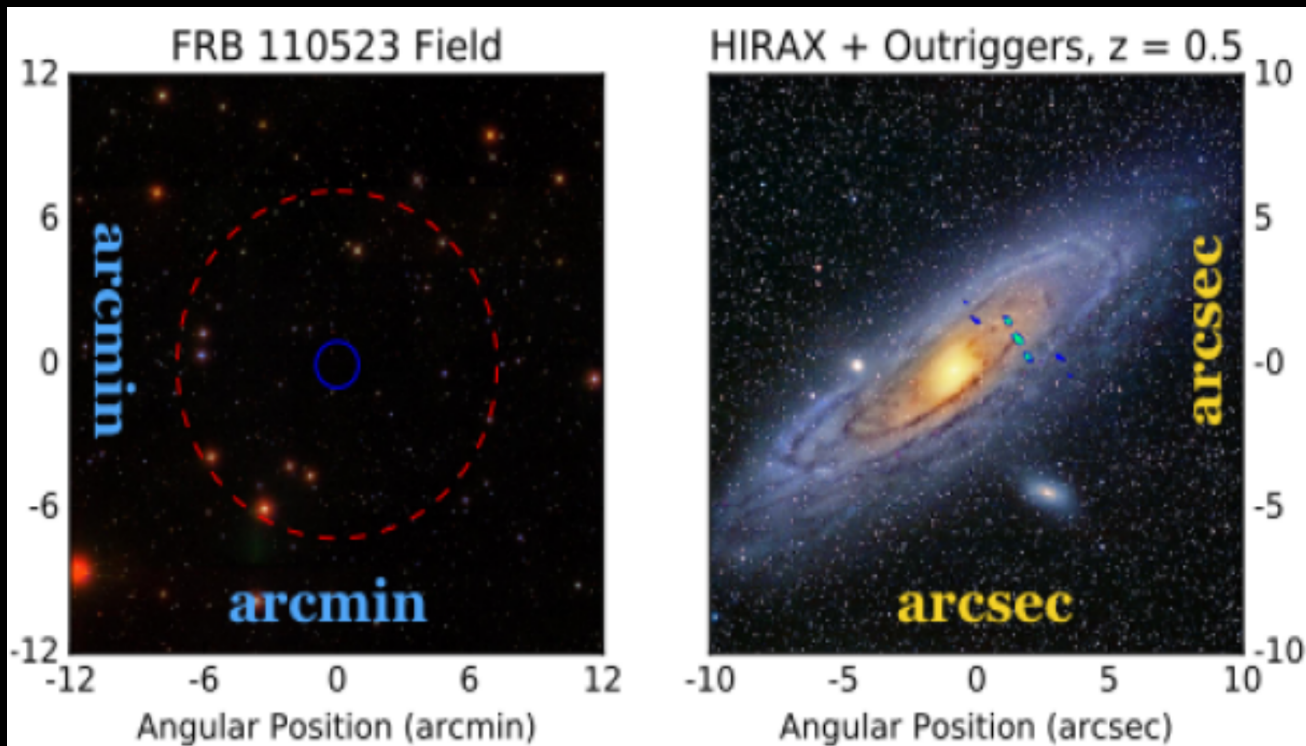 FRB 110523 Field
12
6
0
-6
-12
arcmin
arcmin
-12 -6 0 6 12
Angular Position (arcmin)
HIRAX + Outriggers, z = 0.5
10
5
-0
-5
-10
arcsec
arcsec
-10 -5 0 5 10
Angular Position (arcsec)